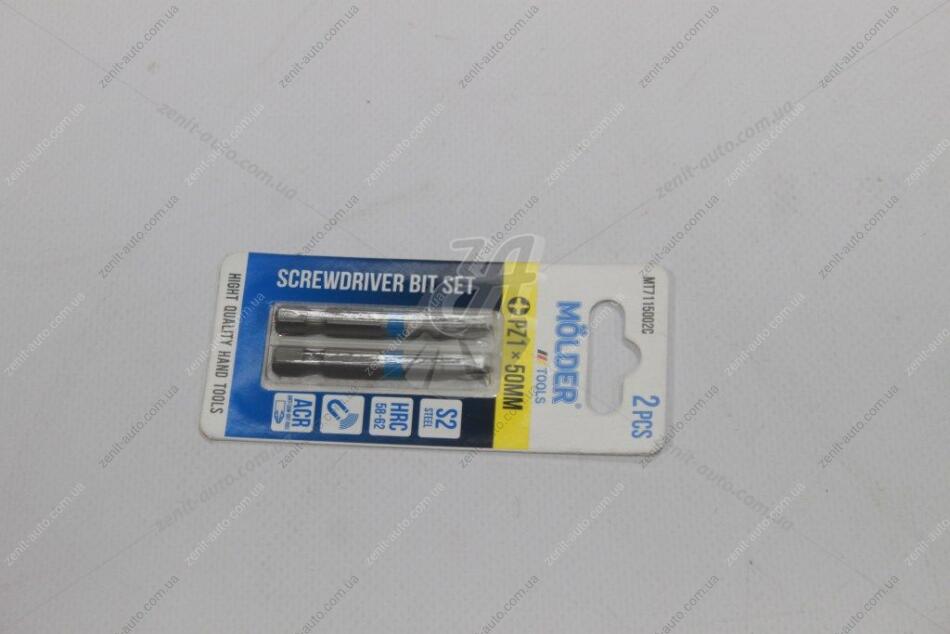 MÖLDER®
TOOLS
MT7115002C
2 PCS
PZ1 × 50MM
SCREWDRIVER BIT SET
S2
STEEL
HRC
58-62
ACR
HIGHT QUALITY HAND TOOLS
zenit-auto.com.ua